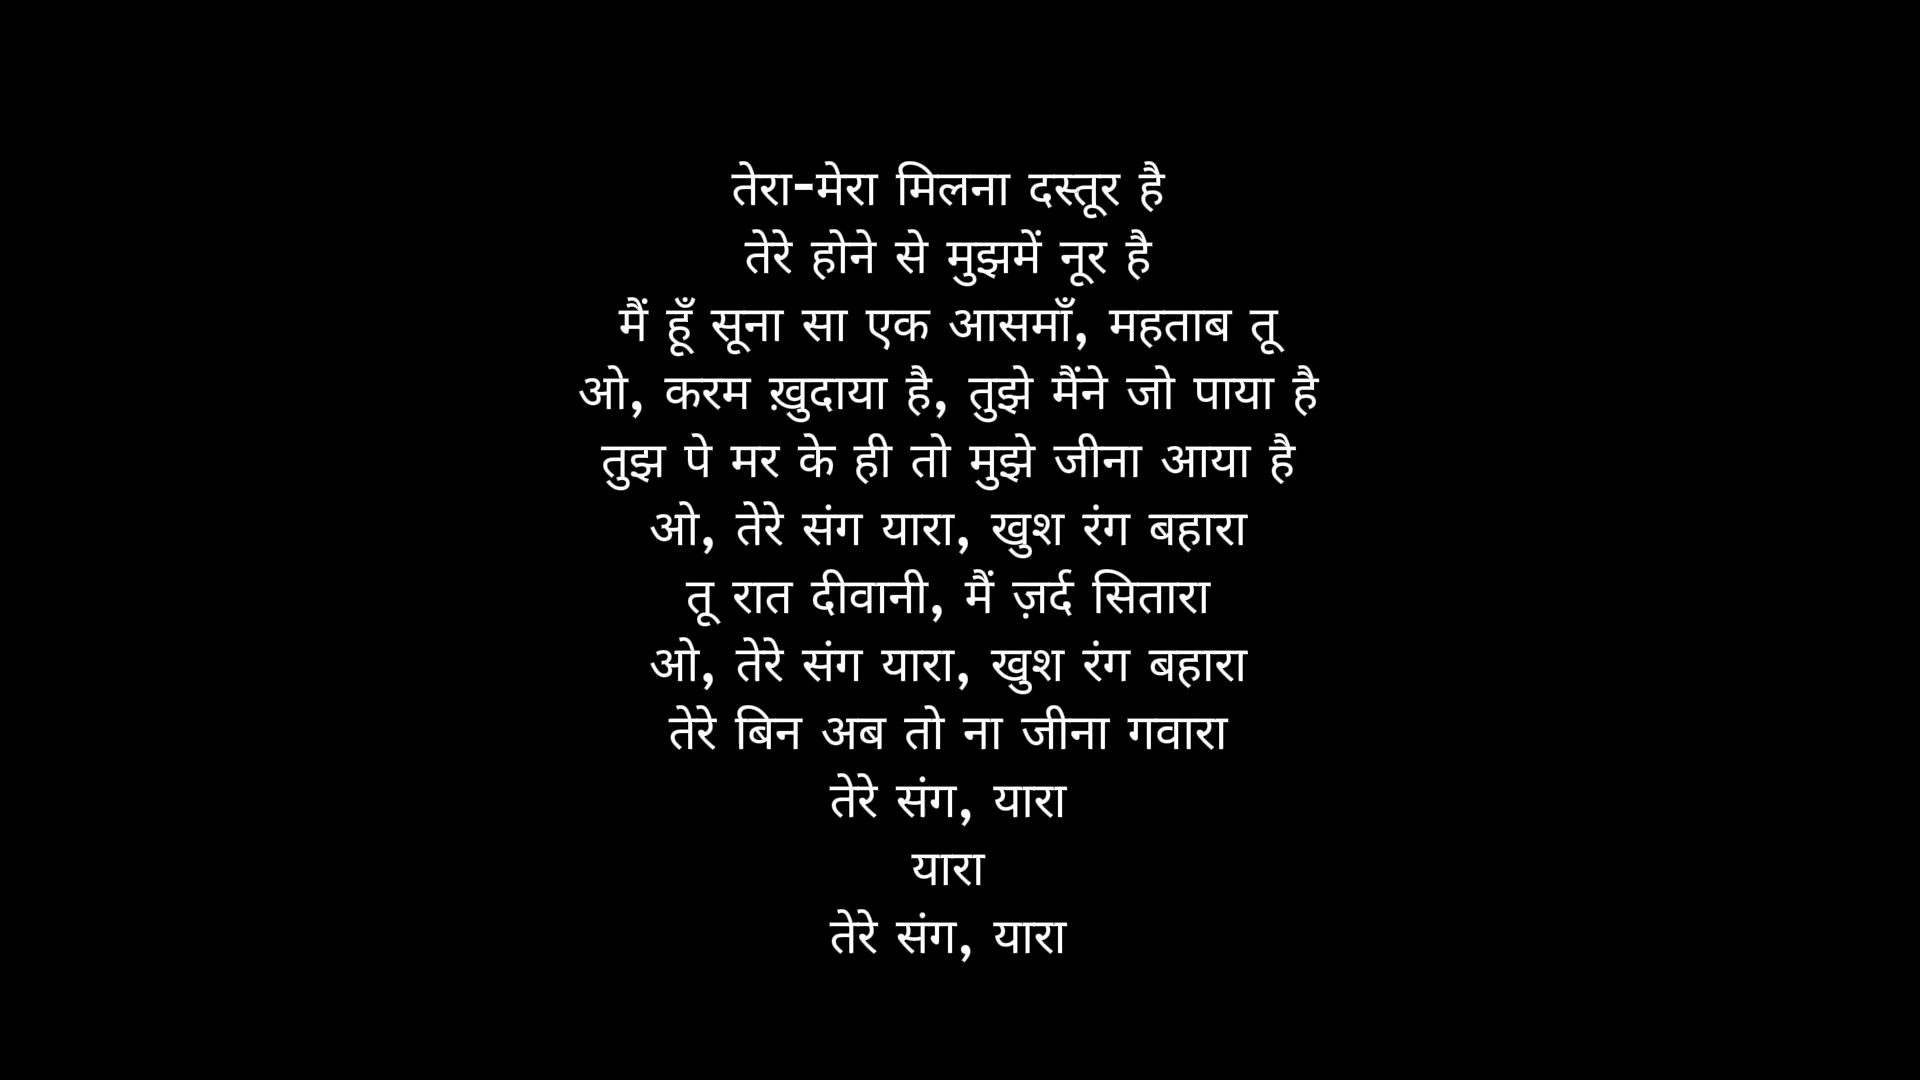 तेरा-मेरा मिलना दस्तूर है
तेरे होने से मुझमें नूर है
मैं हूँ सूना सा एक आसमाँ, महताब तू
ओ, करम ख़ुदाया है, तुझे मैंने जो पाया है
तुझ पे मर के ही तो मुझे जीना आया है
ओ, तेरे संग यारा, खुश रंग बहारा
तू रात दीवानी, मैं ज़र्द सितारा
ओ, तेरे संग यारा, खुश रंग बहारा
तेरे बिन अब तो ना जीना गवारा
तेरे संग, यारा
यारा
तेरे संग, यारा